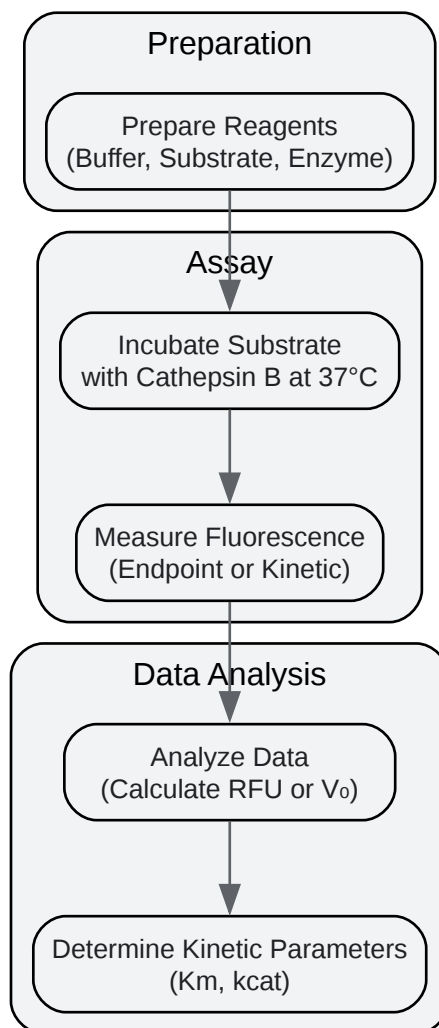 Preparation
Prepare Reagents
(Buffer, Substrate, Enzyme)
Assay
Incubate Substrate
with Cathepsin B at 37°C
Measure Fluorescence
(Endpoint or Kinetic)
Data Analysis
Analyze Data
(Calculate RFU or V₀)
Determine Kinetic Parameters
(Km, kcat)